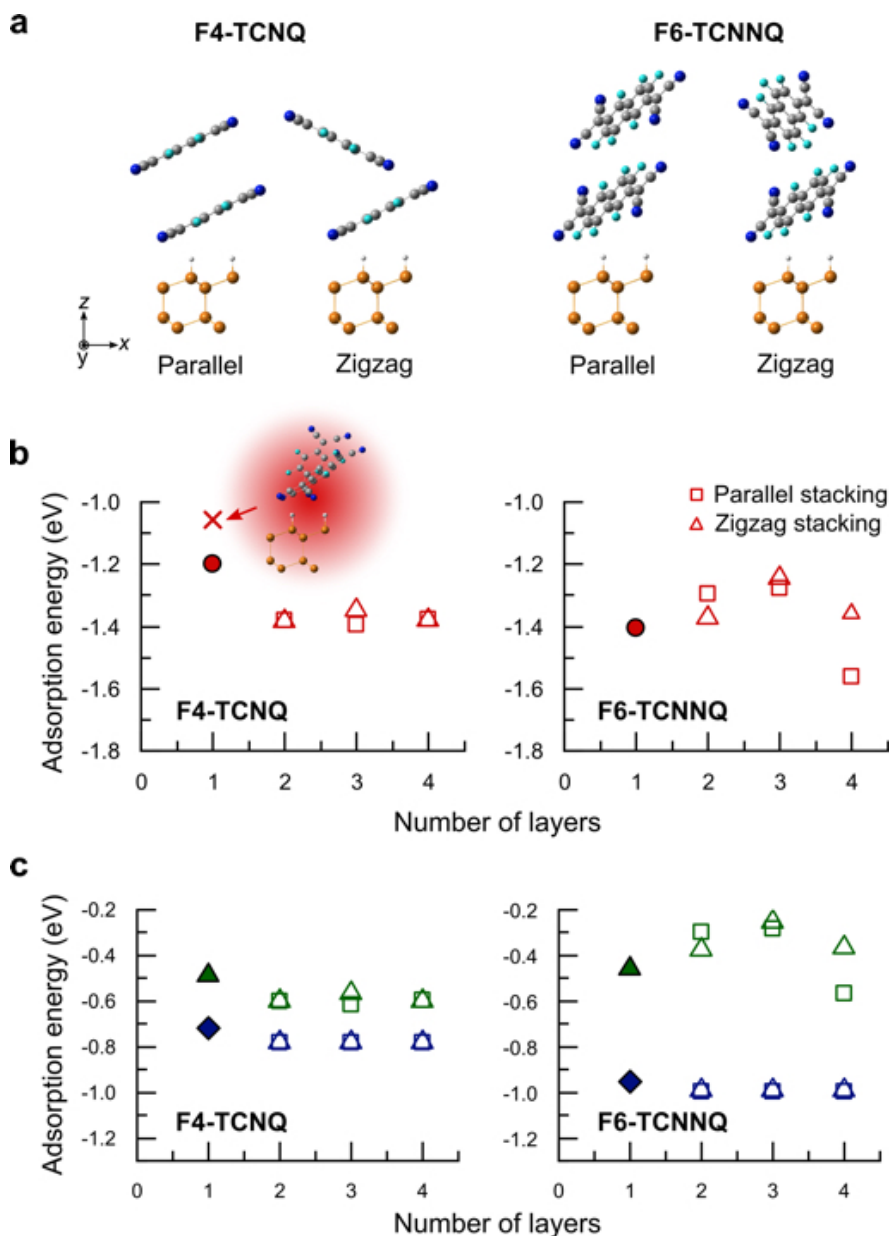 a
F4-TCNQ
F6-TCNNQ
z
y
x
Parallel
Zigzag
Parallel
Zigzag
b
Adsorption energy (eV)
-1.0
-1.2
-1.4
-1.6
-1.8
F4-TCNQ
0 1 2 3 4
-1.0
-1.2
-1.4
-1.6
-1.8
Parallel stacking
Zigzag stacking
F6-TCNNQ
0 1 2 3 4
Number of layers
c
Adsorption energy (eV)
-0.2
-0.4
-0.6
-0.8
-1.0
-1.2
F4-TCNQ
0 1 2 3 4
Number of layers
-0.2
-0.4
-0.6
-0.8
-1.0
-1.2
F6-TCNNQ
0 1 2 3 4
Number of layers